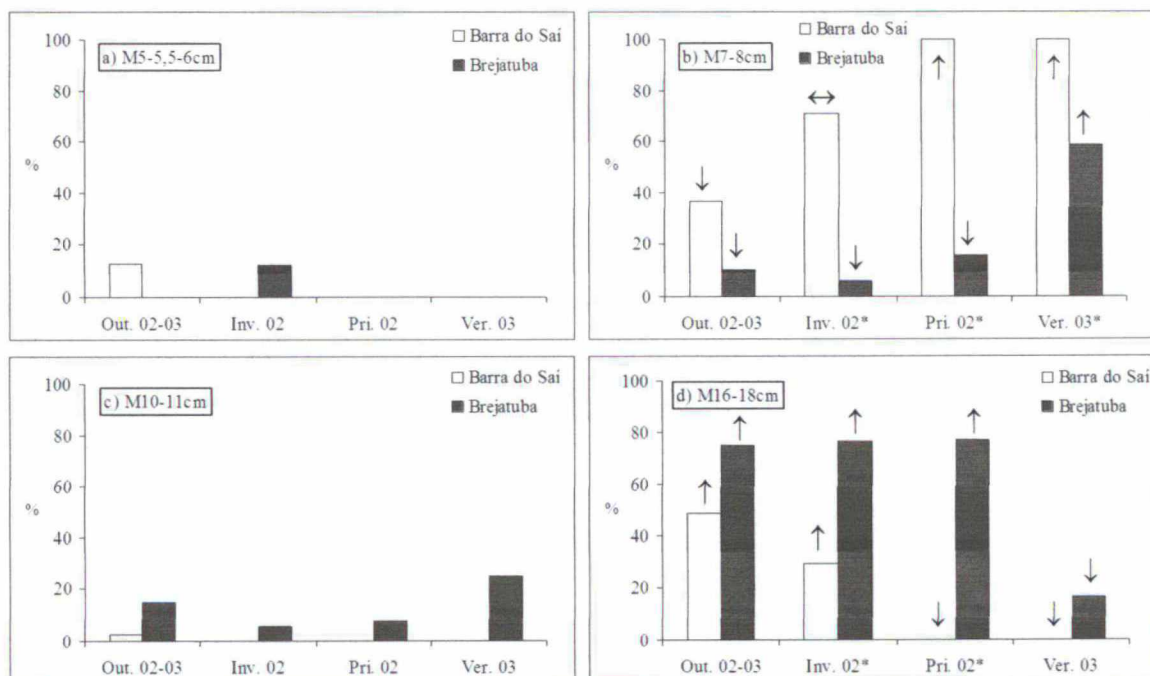 a) M5-5,5-6cm
Barra do Saí
Brejatuba
%
100
80
60
40
20
0
Out. 02-03 Inv. 02 Pri. 02 Ver. 03
b) M7-8cm
Barra do Saí
Brejatuba
%
100
80
60
40
20
0
↓ ↓ ↔ ↓ ↑ ↓ ↑ ↑
Out. 02-03 Inv. 02* Pri. 02* Ver. 03*
c) M10-11cm
Barra do Saí
Brejatuba
%
100
80
60
40
20
0
Out. 02-03 Inv. 02 Pri. 02 Ver. 03
d) M16-18cm
Barra do Saí
Brejatuba
%
100
80
60
40
20
0
↑ ↑ ↑ ↑ ↓ ↑ ↓ ↓
Out. 02-03 Inv. 02* Pri. 02* Ver. 03